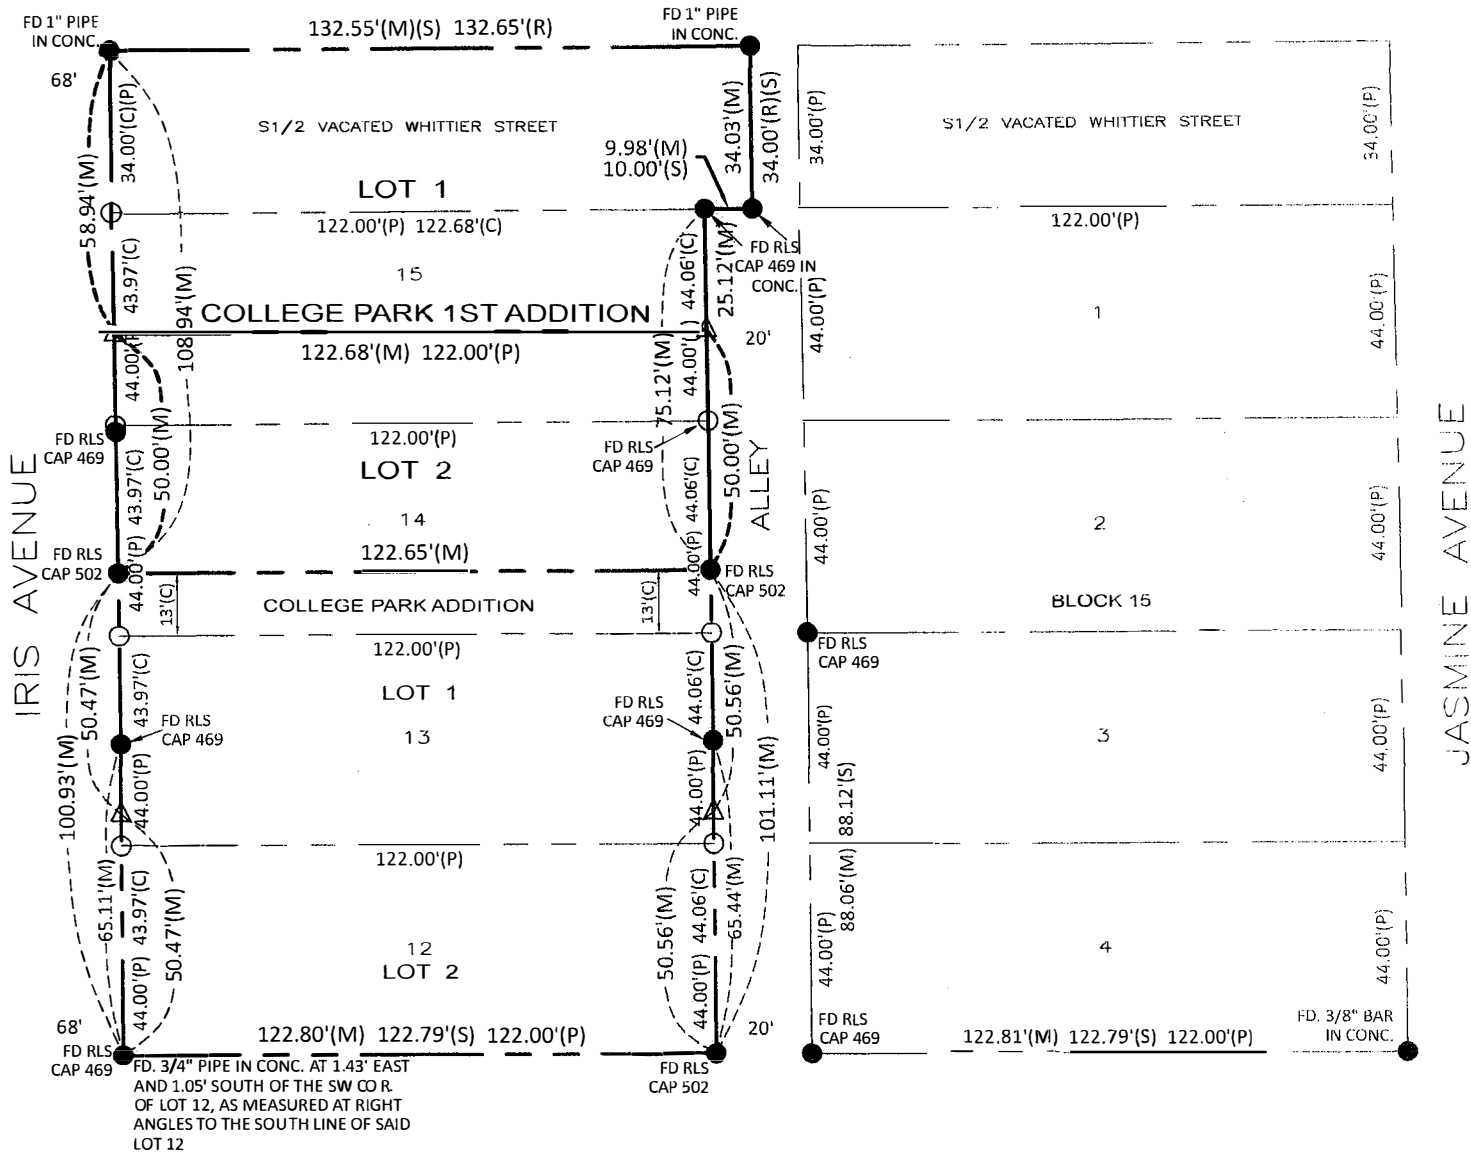 FD 1" PIPE
IN CONC.
132.55'(M)(S) 132.65'(R)
FD 1" PIPE
IN CONC.
68'
34.00'(C)(P)
S1/2 VACATED WHITTIER STREET
34.03'(M)
34.00'(R)(S)
34.00'(P)
S1/2 VACATED WHITTIER STREET
34.00'(P)
9.98'(M)
10.00'(S)
58.94'(M)
LOT 1
122.00'(P) 122.68'(C)
122.00'(P)
FD RLS
CAP 469 IN
CONC.
43.97'(C)
15
44.06'(C)
25.12'(M)
44.00'(P)
1
44.00'(P)
108.94'(M)
COLLEGE PARK 1ST ADDITION
20'
122.68'(M) 122.00'(P)
44.00'(P)
75.12'(M)
44.00'( )
50.00'(M)
50.00'(M)
FD RLS
CAP 469
122.00'(P)
FD RLS
CAP 469
LOT 2
ALLEY
43.97'(C)
14
44.06'(C)
44.00'(P)
2
44.00'(P)
IRIS AVENUE
JASMINE AVENUE
FD RLS
CAP 502
122.65'(M)
FD RLS
CAP 502
44.00'(P)
13'(C)
COLLEGE PARK ADDITION
13'(C)
44.00'(P)
BLOCK 15
122.00'(P)
FD RLS
CAP 469
50.47'(M)
43.97'(C)
LOT 1
44.06'(C)
50.56'(M)
FD RLS
CAP 469
13
FD RLS
CAP 469
44.00'(P)
3
44.00'(P)
100.93'(M)
44.00'(P)
44.00'(P)
101.11'(M)
88.12'(S)
122.00'(P)
88.06'(M)
65.11'(M)
43.97'(C)
50.47'(M)
12
LOT 2
50.56'(M)
44.06'(C)
65.44'(M)
44.00'(P)
4
44.00'(P)
44.00'(P)
44.00'(P)
68'
122.80'(M) 122.79'(S) 122.00'(P)
20'
FD RLS
CAP 469
122.81'(M) 122.79'(S) 122.00'(P)
FD. 3/8" BAR
IN CONC.
FD RLS
CAP 469
FD. 3/4" PIPE IN CONC. AT 1.43' EAST
AND 1.05' SOUTH OF THE SW COR.
OF LOT 12, AS MEASURED AT RIGHT
ANGLES TO THE SOUTH LINE OF SAID
LOT 12
FD RLS
CAP 502